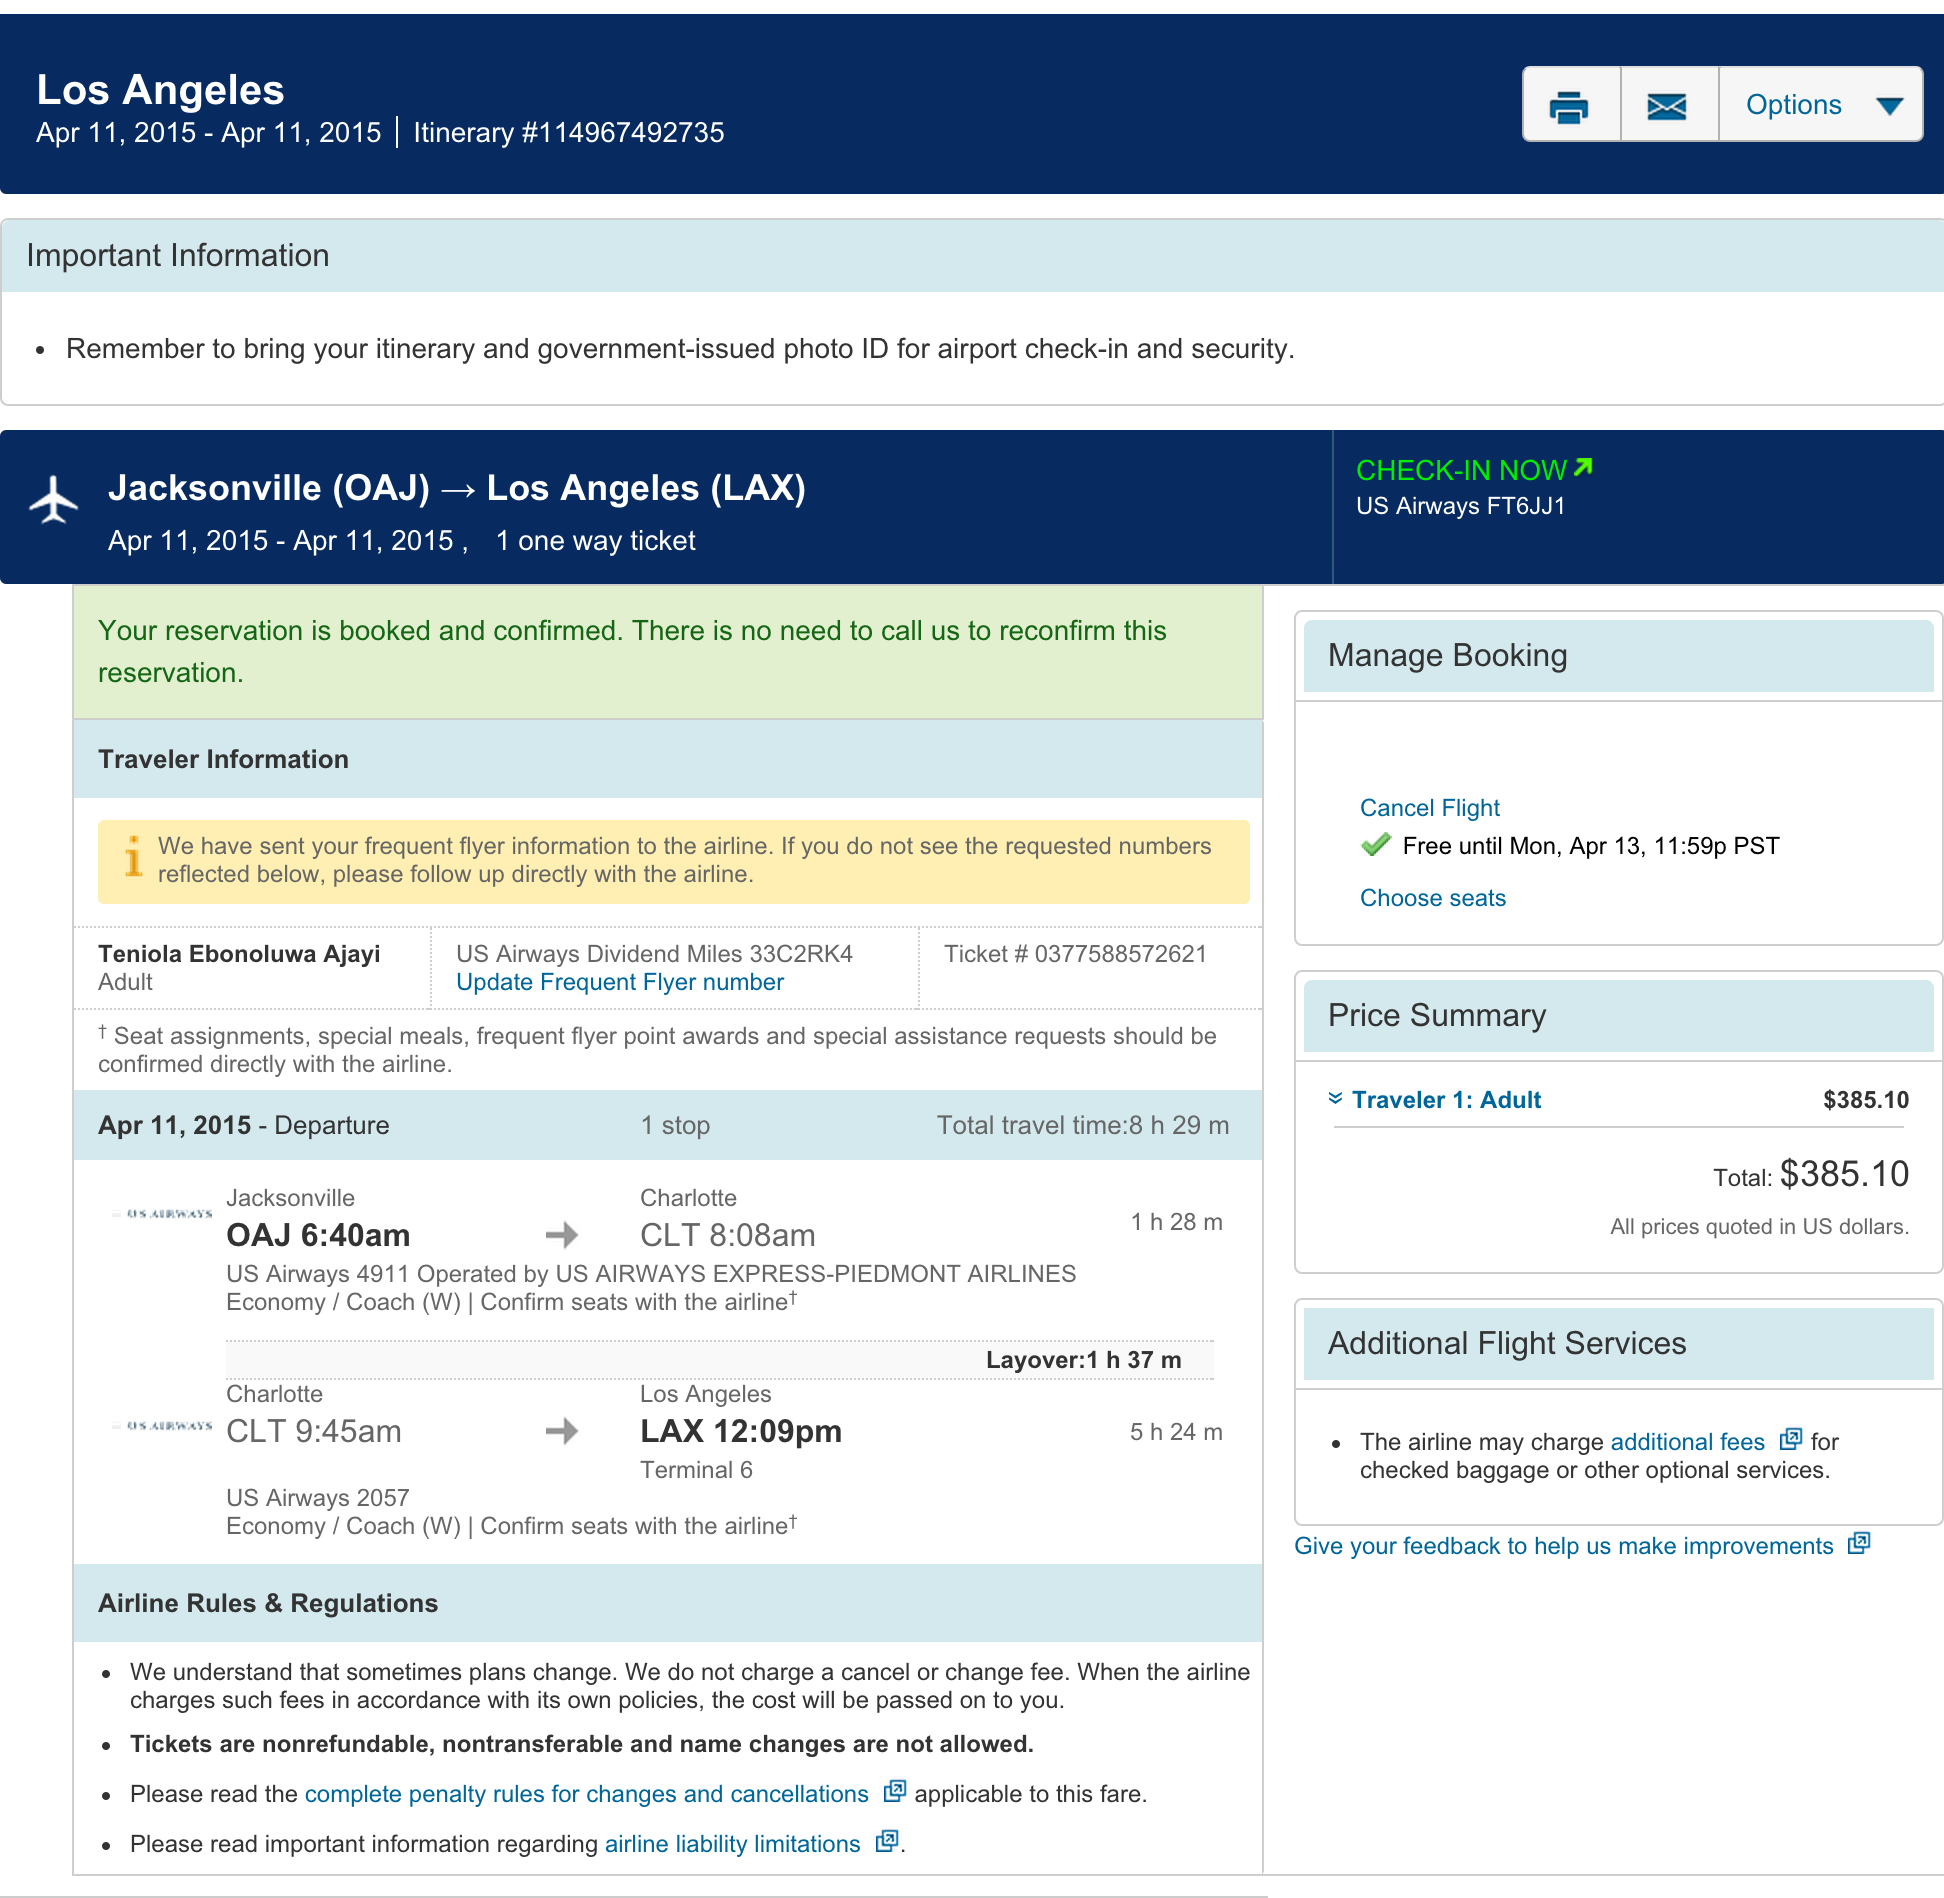 Los Angeles
Apr 11, 2015 - Apr 11, 2015 | Itinerary #114967492735
Options
Important Information
• Remember to bring your itinerary and government-issued photo ID for airport check-in and security.
Jacksonville (OAJ) → Los Angeles (LAX)
Apr 11, 2015 - Apr 11, 2015 , 1 one way ticket
CHECK-IN NOW
US Airways FT6JJ1
Your reservation is booked and confirmed. There is no need to call us to reconfirm this
reservation.
Traveler Information
We have sent your frequent flyer information to the airline. If you do not see the requested numbers
reflected below, please follow up directly with the airline.
Teniola Ebonoluwa Ajayi
Adult
US Airways Dividend Miles 33C2RK4
Update Frequent Flyer number
Ticket # 0377588572621
† Seat assignments, special meals, frequent flyer point awards and special assistance requests should be
confirmed directly with the airline.
Apr 11, 2015 - Departure 1 stop Total travel time:8 h 29 m
US AIRWAYS
Jacksonville
OAJ 6:40am
Charlotte
CLT 8:08am
1 h 28 m
US Airways 4911 Operated by US AIRWAYS EXPRESS-PIEDMONT AIRLINES
Economy / Coach (W) | Confirm seats with the airline†
Layover:1 h 37 m
US AIRWAYS
Charlotte
CLT 9:45am
Los Angeles
LAX 12:09pm
Terminal 6
5 h 24 m
US Airways 2057
Economy / Coach (W) | Confirm seats with the airline†
Airline Rules & Regulations
• We understand that sometimes plans change. We do not charge a cancel or change fee. When the airline
charges such fees in accordance with its own policies, the cost will be passed on to you.
• Tickets are nonrefundable, nontransferable and name changes are not allowed.
• Please read the complete penalty rules for changes and cancellations applicable to this fare.
• Please read important information regarding airline liability limitations .
Manage Booking
Cancel Flight
Free until Mon, Apr 13, 11:59p PST
Choose seats
Price Summary
Traveler 1: Adult $385.10
Total: $385.10
All prices quoted in US dollars.
Additional Flight Services
• The airline may charge additional fees for
checked baggage or other optional services.
Give your feedback to help us make improvements